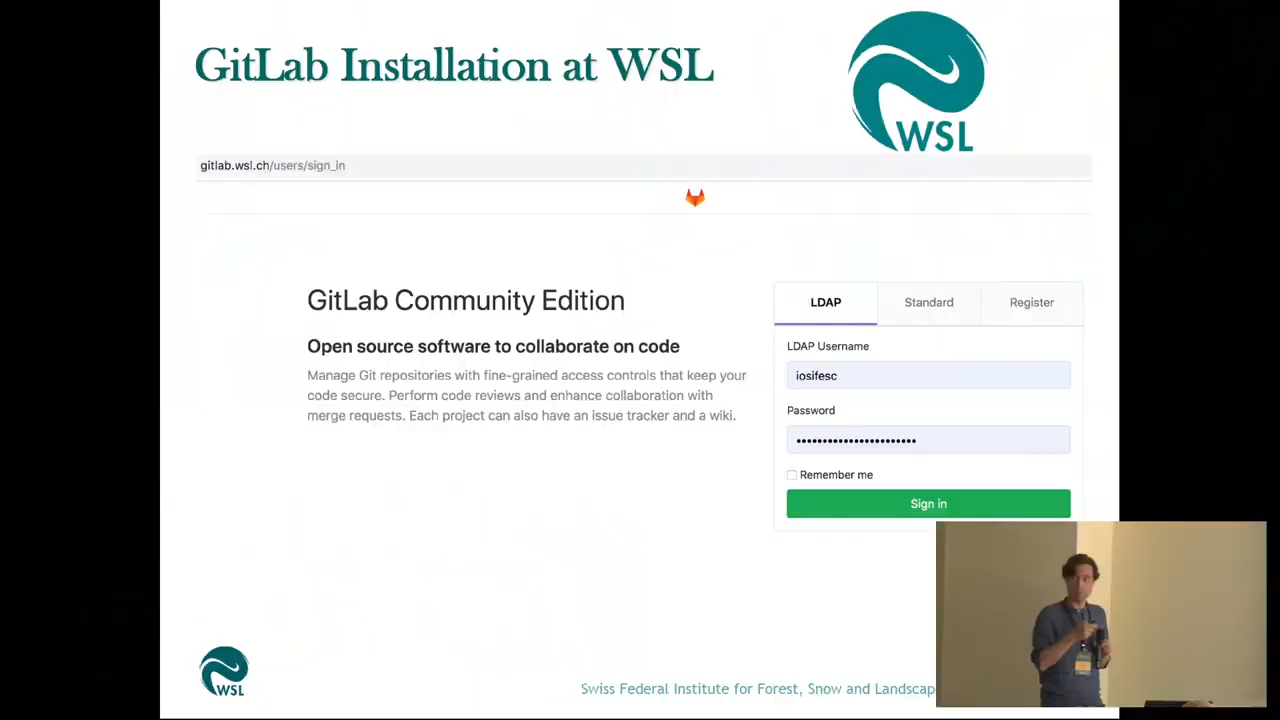 GitLab Installation at WSL
WSL
gitlab.wsl.ch/users/sign_in
GitLab Community Edition
Open source software to collaborate on code
Manage Git repositories with fine-grained access controls that keep your
code secure. Perform code reviews and enhance collaboration with
merge requests. Each project can also have an issue tracker and a wiki.
LDAP Standard Register
LDAP Username
iosifesc
Password
••••••••••••••••••••••••
Remember me
Sign in
WSL
Swiss Federal Institute for Forest, Snow and Landscap